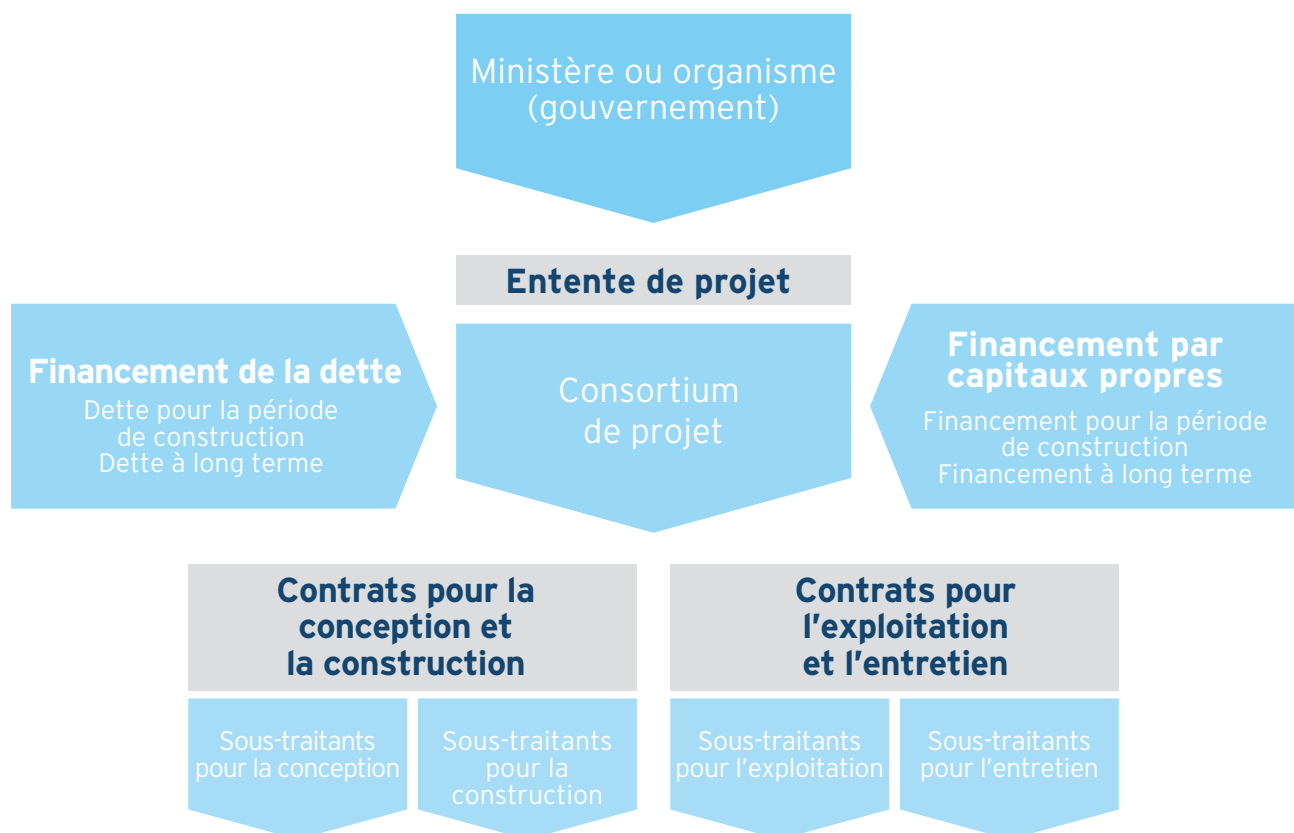 Ministère ou organisme
(gouvernement)
Entente de projet
Financement de la dette
Dette pour la période
de construction
Dette à long terme
Consortium
de projet
Financement par
capitaux propres
Financement pour la période
de construction
Financement à long terme
Contrats pour la
conception et
la construction
Contrats pour
l'exploitation
et l'entretien
Sous-traitants
pour la conception
Sous-traitants
pour la
construction
Sous-traitants
pour l'exploitation
Sous-traitants
pour l'entretien